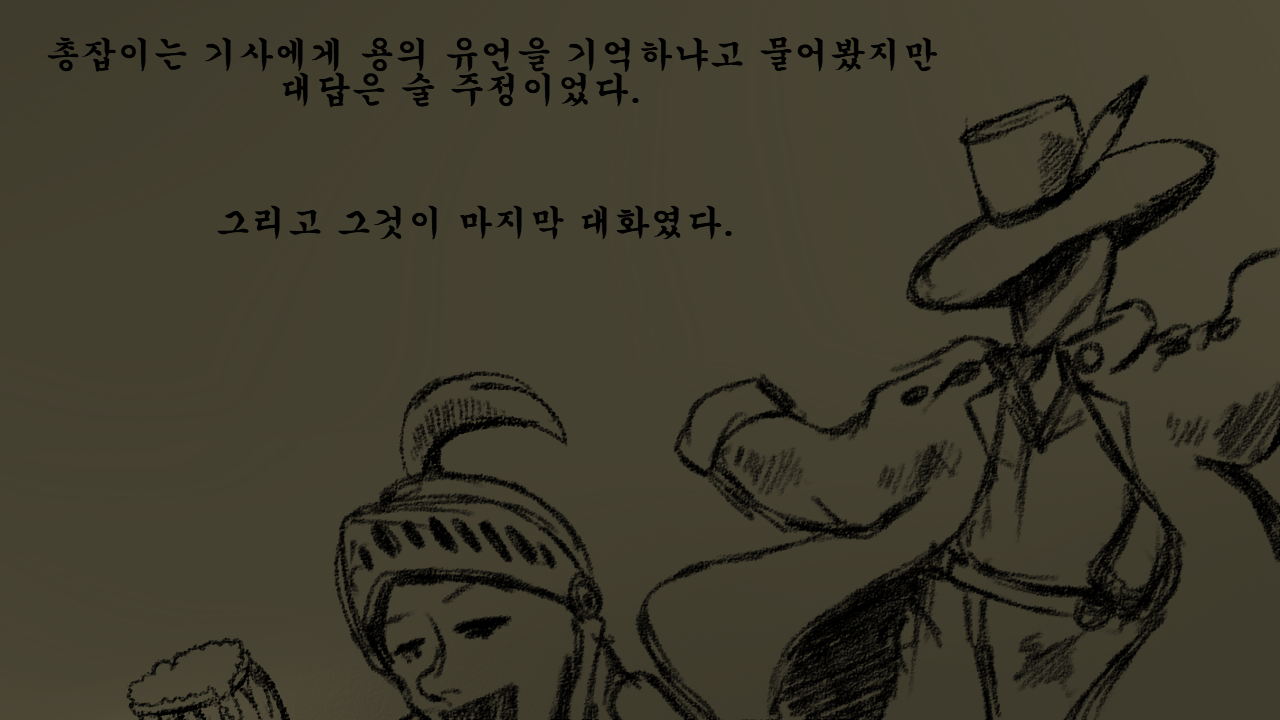 총잡이는 기사에게 용의 유언을 기억하냐고 물어봤지만
대답은 술 주정이었다.
그리고 그것이 마지막 대화였다.